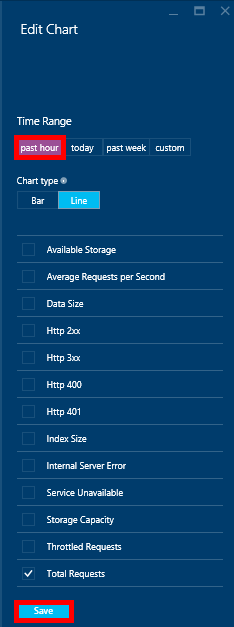 Edit Chart
Time Range
past hour today past week custom
Chart type
Bar Line
Available Storage
Average Requests per Second
Data Size
Http 2xx
Http 3xx
Http 400
Http 401
Index Size
Internal Server Error
Service Unavailable
Storage Capacity
Throttled Requests
Total Requests
Save